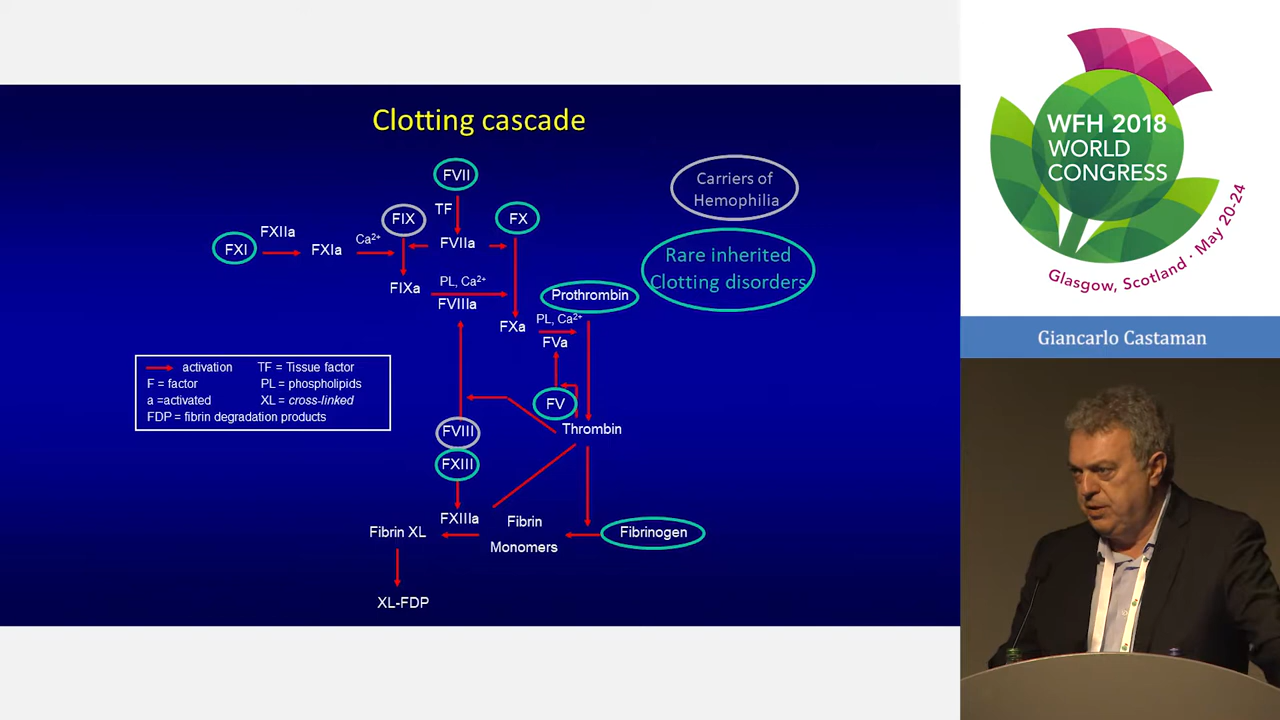 Clotting cascade
FVII
Carriers of
Hemophilia
TF
FIX
FX
FXI
FXIIa
FXIa
Ca2+
FVIIa
Rare inherited
Clotting disorders
FIXa
PL, Ca2+
FVIIIa
Prothrombin
FXa
PL, Ca2+
FVa
activation
TF = Tissue factor
F = factor
PL = phospholipids
a =activated
XL = cross-linked
FDP = fibrin degradation products
FV
Thrombin
FVIII
FXIII
FXIIIa
Fibrin XL
Fibrin
Monomers
Fibrinogen
XL-FDP
WFH 2018
WORLD
CONGRESS
Glasgow, Scotland · May 20-24
Giancarlo Castaman